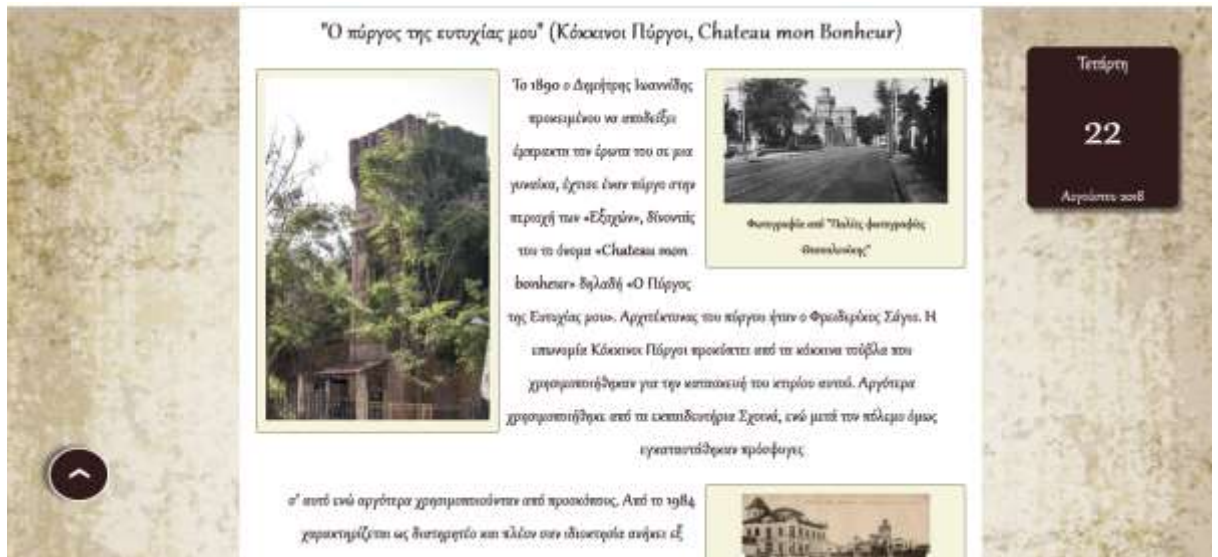 "Ο πύργος της ευτυχίας μου" (Κόκκινοι Πύργοι, Chateau mon Bonheur)
Το 1890 ο Δημήτρης Ιωαννίδης
προκειμένου να αποδείξει
έμπρακτα τον έρωτα του σε μια
γυναίκα, έχτισε έναν πύργο στην
περιοχή των «Εξοχών», δίνοντάς
του το όνομα «Chateau mon
bonheur» δηλαδή «Ο Πύργος
της Ευτυχίας μου». Αρχιτέκτονας του πύργου ήταν ο Φρειδερίκος Σάγιο. Η
επωνυμία Κόκκινοι Πύργοι προκύπτει από τα κόκκινα τούβλα που
χρησιμοποιήθηκαν για την κατασκευή του κτιρίου αυτού. Αργότερα
χρησιμοποιήθηκε από τα εκπαιδευτήρια Σχοινά, ενώ μετά τον πόλεμο όμως
εγκαταστάθηκαν πρόσφυγες
Φωτογραφία από "Παλιές φωτογραφίες
Θεσσαλονίκης"
σ' αυτό ενώ αργότερα χρησιμοποιούνταν από προσκόπους. Από το 1984
χαρακτηρίζεται ως διατηρητέο και πλέον σαν ιδιοκτησία ανήκει εξ
Τετάρτη
22
Αυγούστου 2018